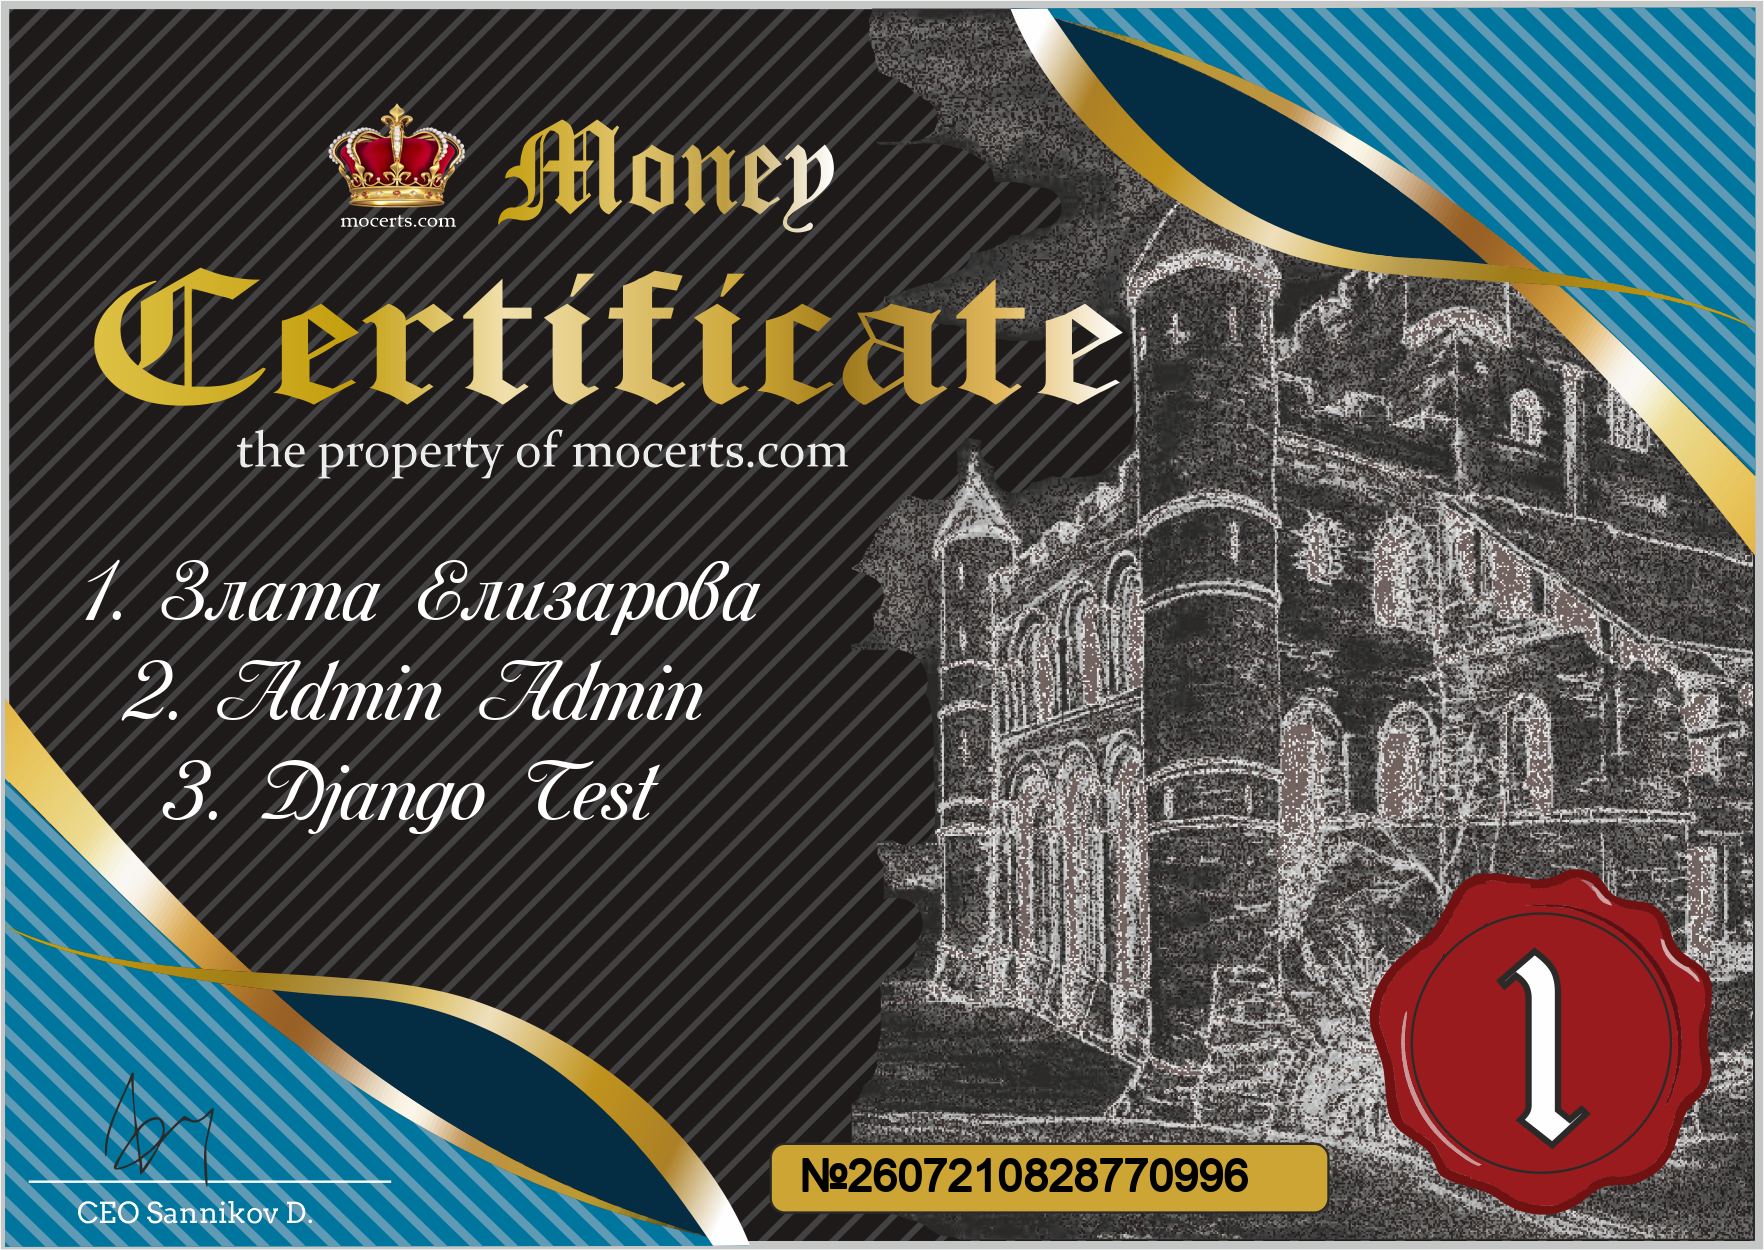 mocerts.com
Money
Certificate
the property of mocerts.com
1. Злата Елизарова
2. Admin Admin
3. Django Test
1
№2607210828770996
CEO Sannikov D.